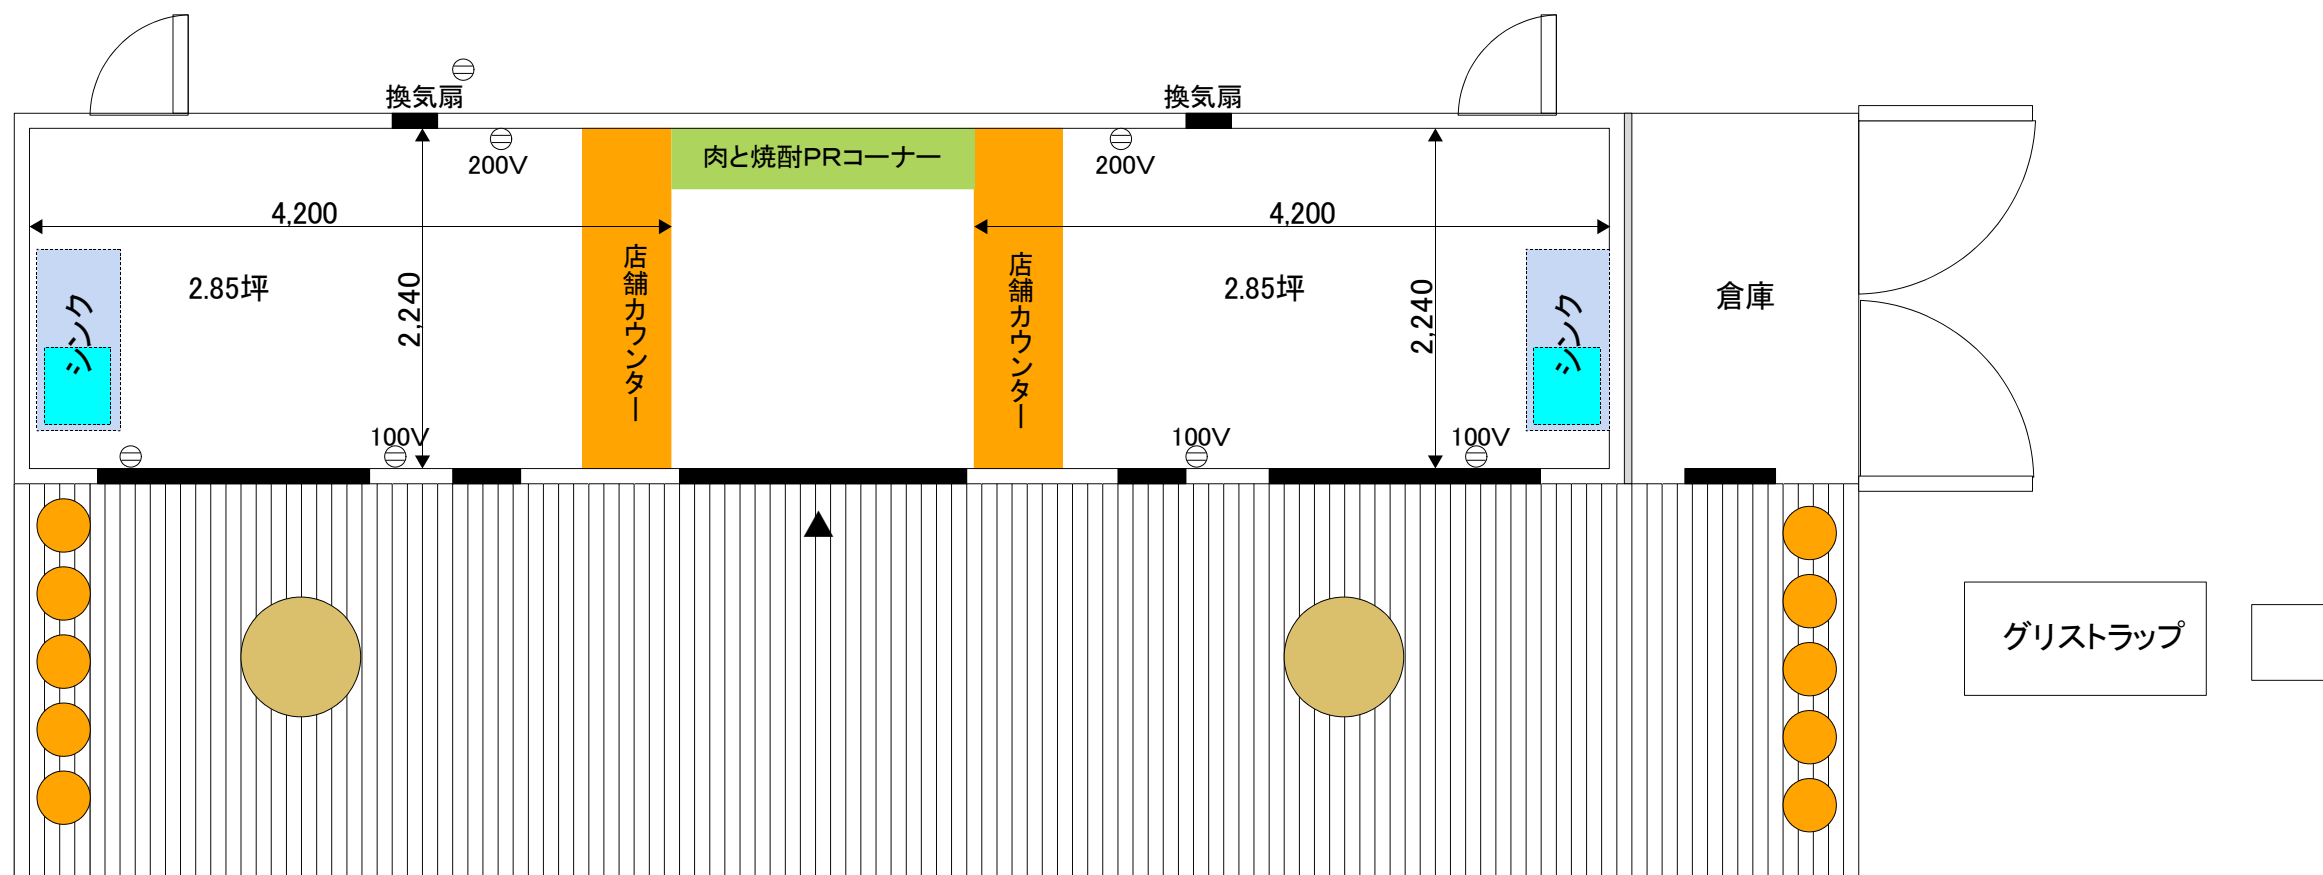 換気扇
換気扇
200V
肉と焼酎PRコーナー
200V
4,200
4,200
店舗カウンター
店舗カウンター
シンク
2.85坪
2,240
2.85坪
2,240
シンク
倉庫
100V
100V
100V
グリストラップ